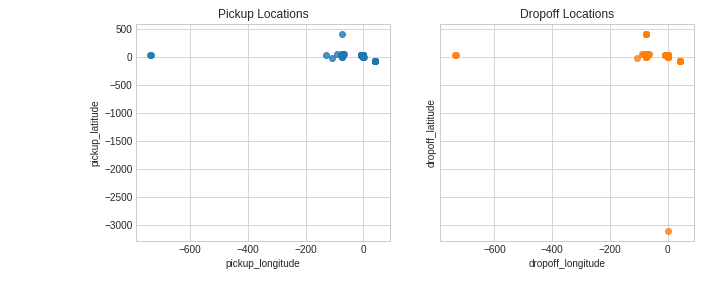 Pickup Locations
500
0
−500
−1000
−1500
−2000
−2500
−3000
pickup_latitude
−600
−400
−200
0
pickup_longitude
Dropoff Locations
dropoff_latitude
−600
−400
−200
0
dropoff_longitude